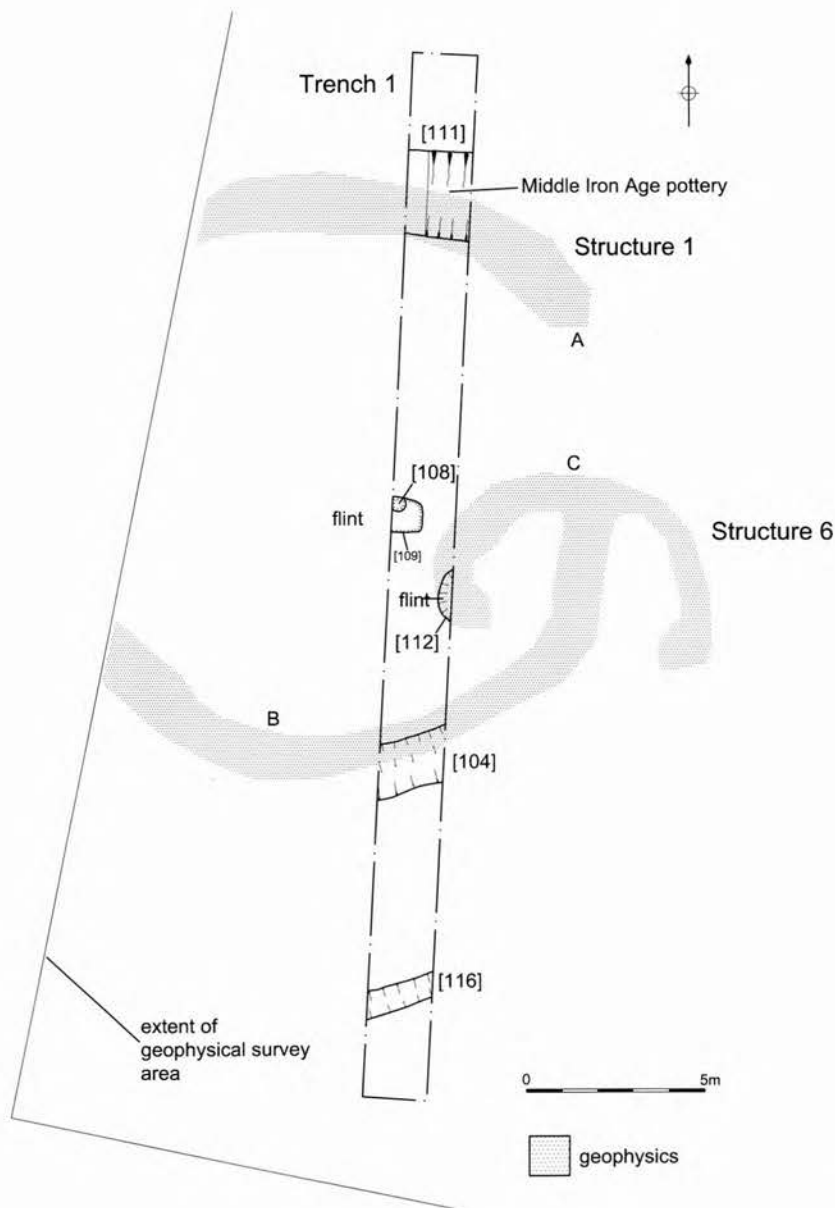 Trench 1
[111]
Middle Iron Age pottery
Structure 1
A
C
[108]
flint
Structure 6
[109]
flint
[112]
B
[104]
[116]
extent of
geophysical survey
area
0
5m
geophysics